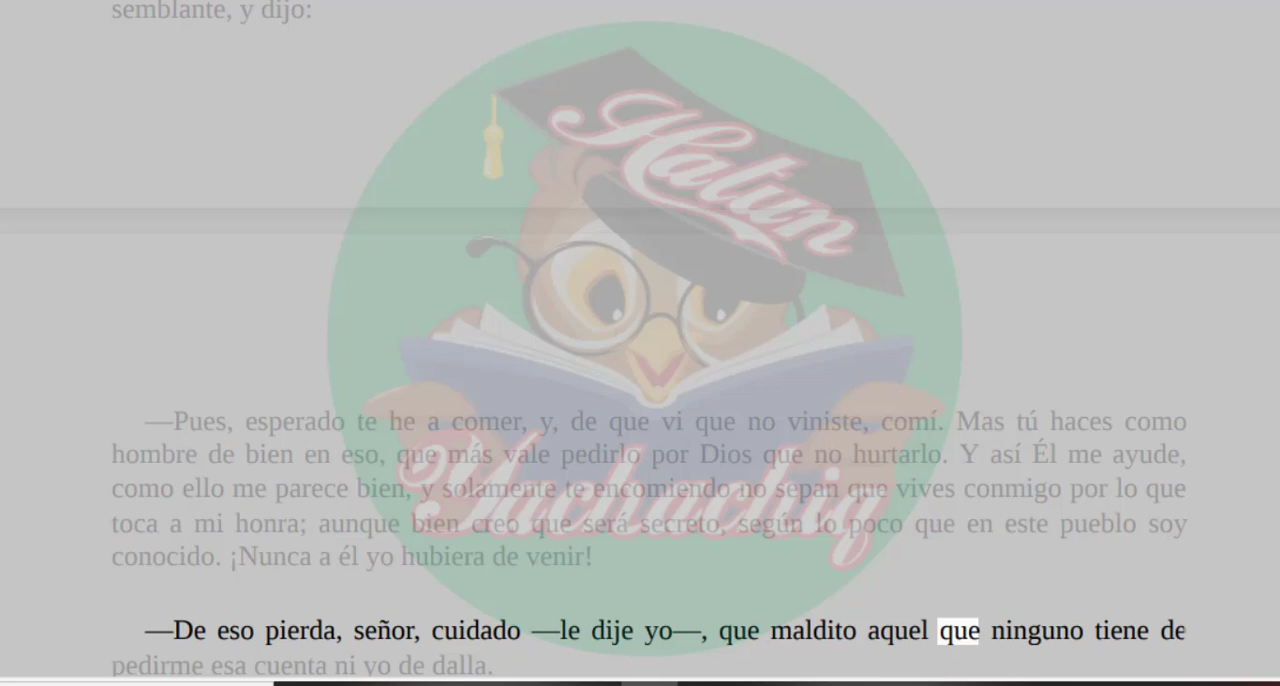 semblante, y dijo:
Hatun
—Pues, esperado te he a comer, y, de que vi que no viniste, comí. Mas tú haces como
hombre de bien en eso, que más vale pedirlo por Dios que no hurtarlo. Y así Él me ayude,
como ello me parece bien, y solamente te encomiendo no sepan que vives conmigo por lo que
toca a mi honra; aunque bien creo que será secreto, según lo poco que en este pueblo soy
Yachachiq
conocido. ¡Nunca a él yo hubiera de venir!
—De eso pierda, señor, cuidado —le dije yo—, que maldito aquel que ninguno tiene de
pedirme esa cuenta ni yo de dalla.